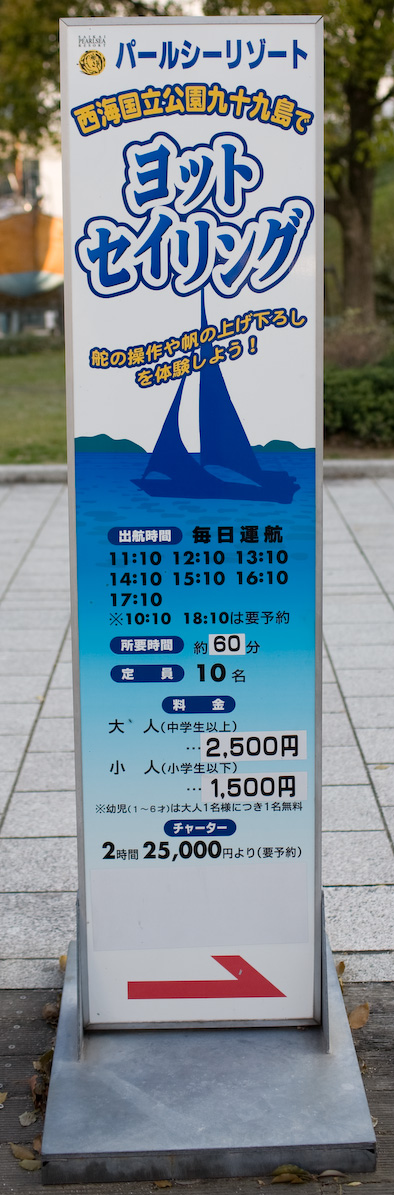 パールシーリゾート
西海国立公園九十九島で
ヨット
セイリング
舵の操作や帆の上げ下ろし
を体験しよう！
出航時間 毎日運航
11:10 12:10 13:10
14:10 15:10 16:10
17:10
※10:10 18:10は要予約
所要時間 約60分
定員 10名
料金
大人(中学生以上)
…2,500円
小人(小学生以下)
…1,500円
※幼児(1〜6才)は大人1名様につき1名無料
チャーター
2時間25,000円より(要予約)